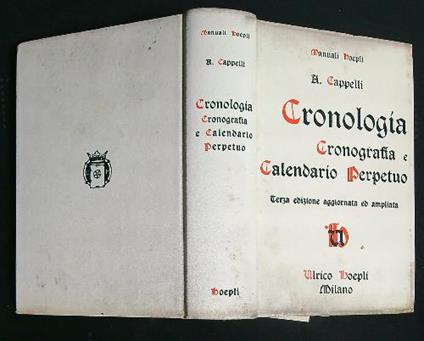 Manuali Hoepli
A. Cappelli
Cronologia
Cronografia
e Calendario
Perpetuo
Hoepli
Manuali Hoepli
A. Cappelli
Cronologia
Cronografia e
Calendario Perpetuo
Terza edizione aggiornata ed ampliata
Ulrico Hoepli
Milano